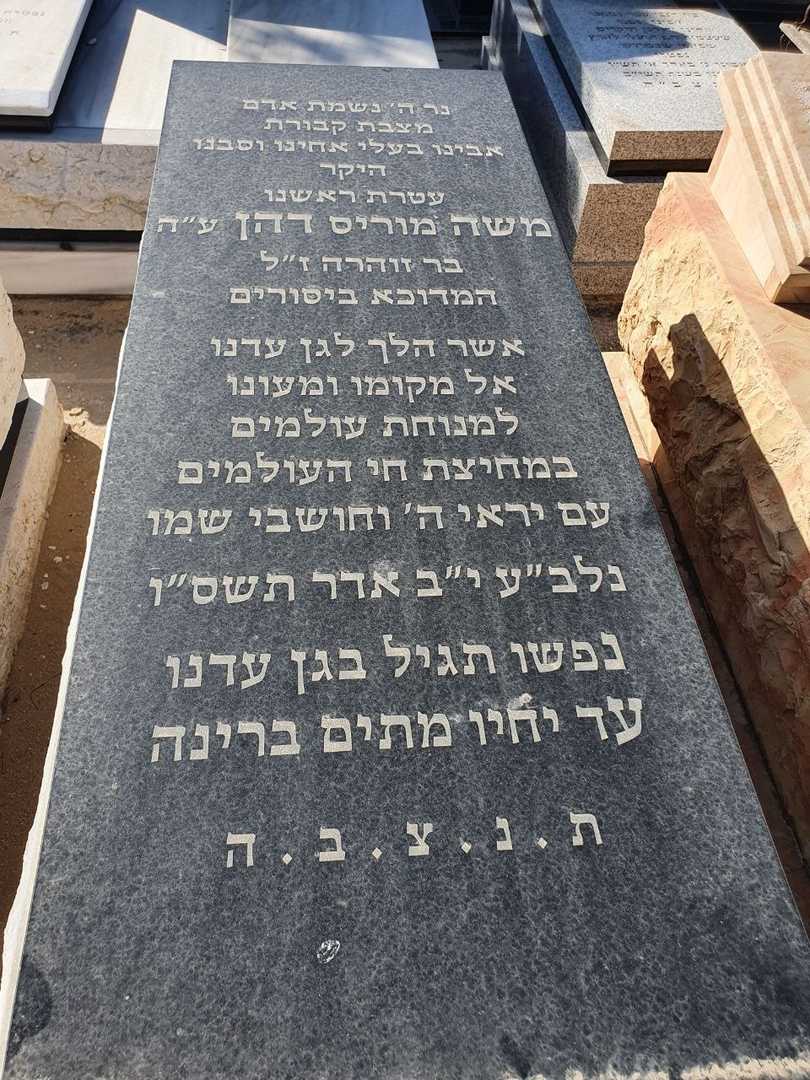 נר ה׳ נשמת אדם
מצבת קבורת
אבינו בעלי אחינו וסבנו
היקר
עטרת ראשנו
משה מוריס דהן ע״ה
בר זוהרה ז״ל
המדוכא ביסורים
אשר הלך לגן עדנו
אל מקומו ומעונו
למנוחת עולמים
במחיצת חי העולמים
עם יראי ה׳ וחושבי שמו
נלב״ע י״ב אדר תשס״ו
נפשו תגיל בגן עדנו
עד יחיו מתים ברינה
ת . נ . צ . ב . ה